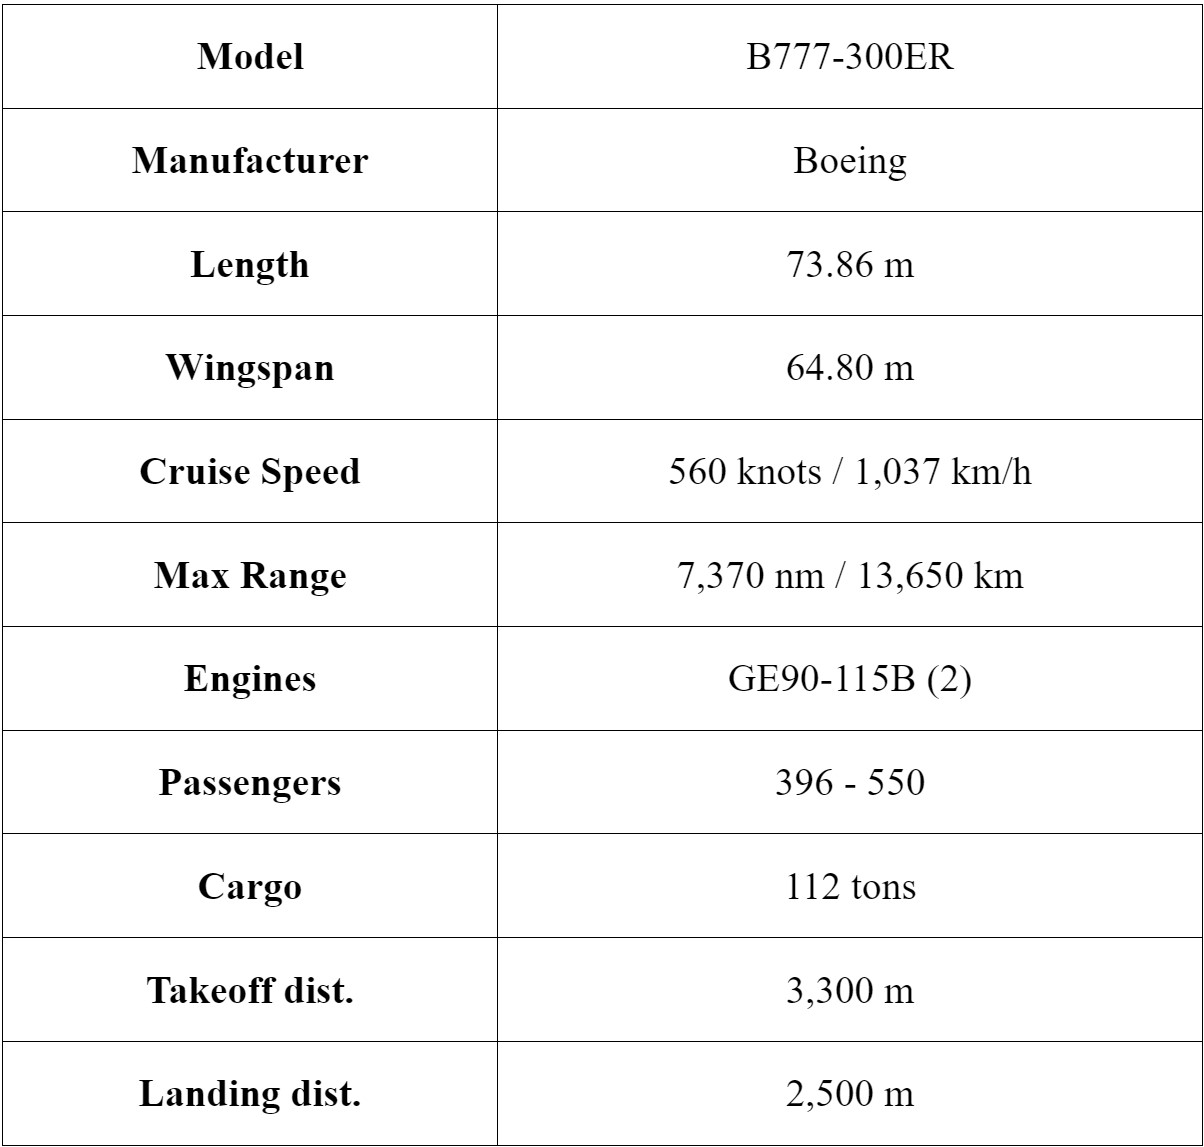 Model B777-300ER
Manufacturer Boeing
Length 73.86 m
Wingspan 64.80 m
Cruise Speed 560 knots / 1,037 km/h
Max Range 7,370 nm / 13,650 km
Engines GE90-115B (2)
Passengers 396 - 550
Cargo 112 tons
Takeoff dist. 3,300 m
Landing dist. 2,500 m